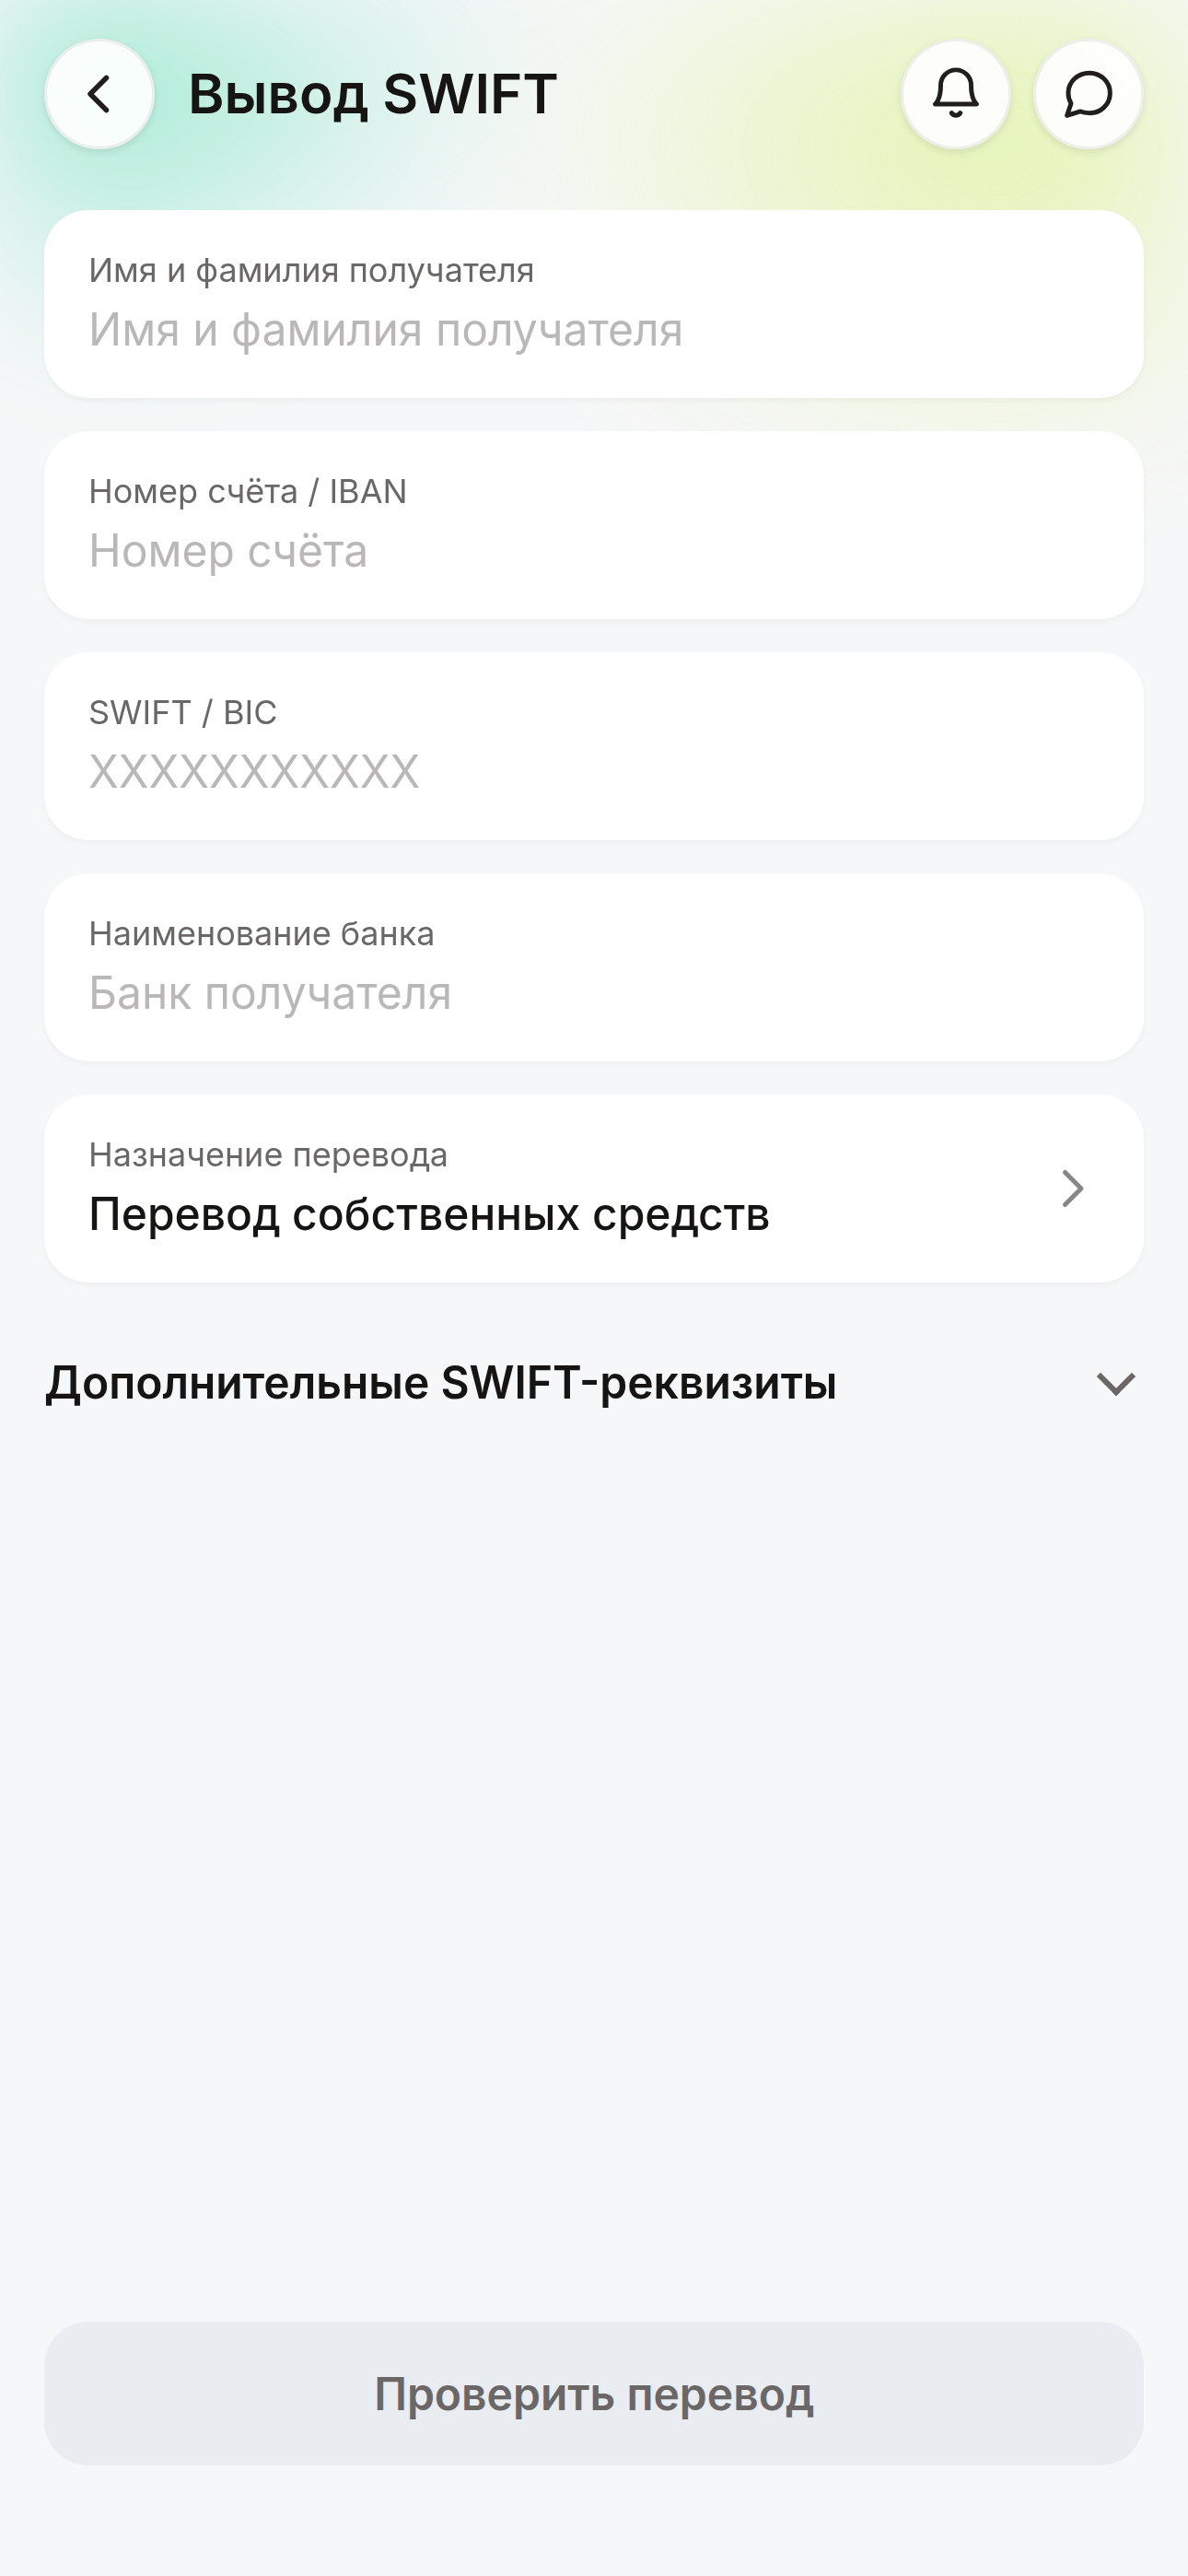 Вывод SWIFT
Имя и фамилия получателя
Имя и фамилия получателя
Номер счёта / IBAN
Номер счёта
SWIFT / BIC
XXXXXXXXXXX
Наименование банка
Банк получателя
Назначение перевода
Перевод собственных средств
Дополнительные SWIFT-реквизиты
Проверить перевод